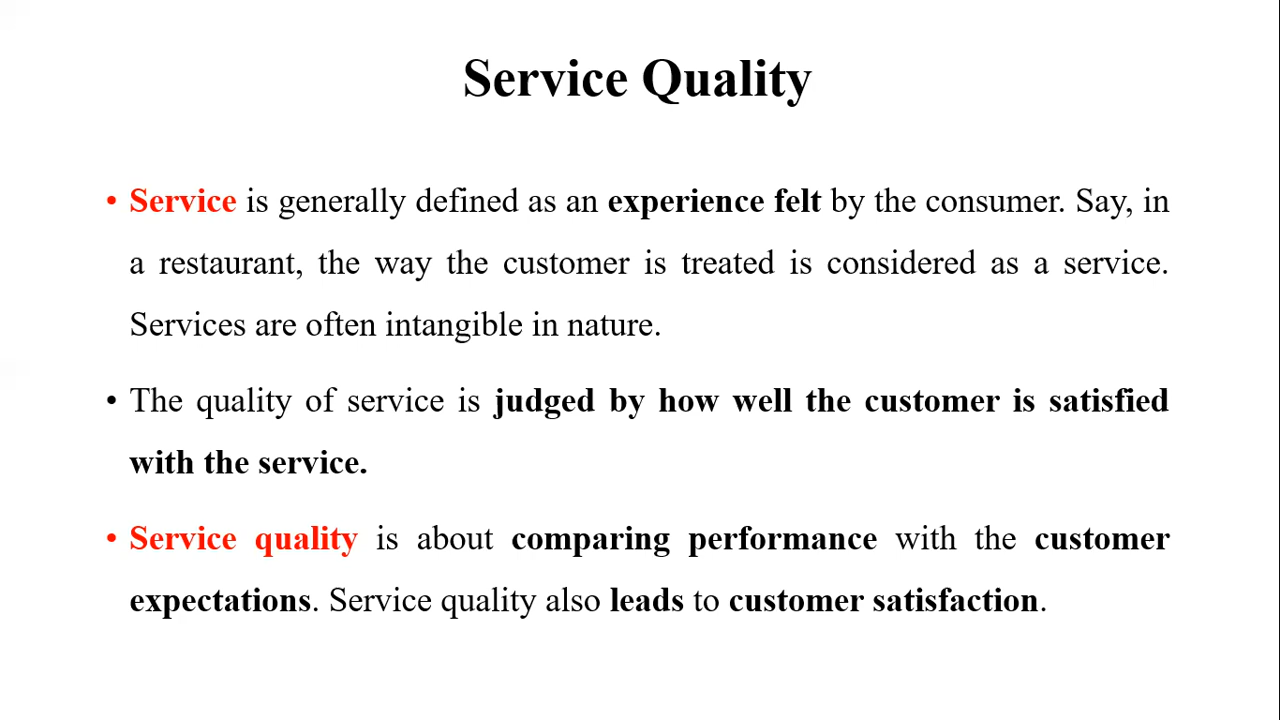 Service Quality
• Service is generally defined as an experience felt by the consumer. Say, in
a restaurant, the way the customer is treated is considered as a service.
Services are often intangible in nature.
• The quality of service is judged by how well the customer is satisfied
with the service.
• Service quality is about comparing performance with the customer
expectations. Service quality also leads to customer satisfaction.